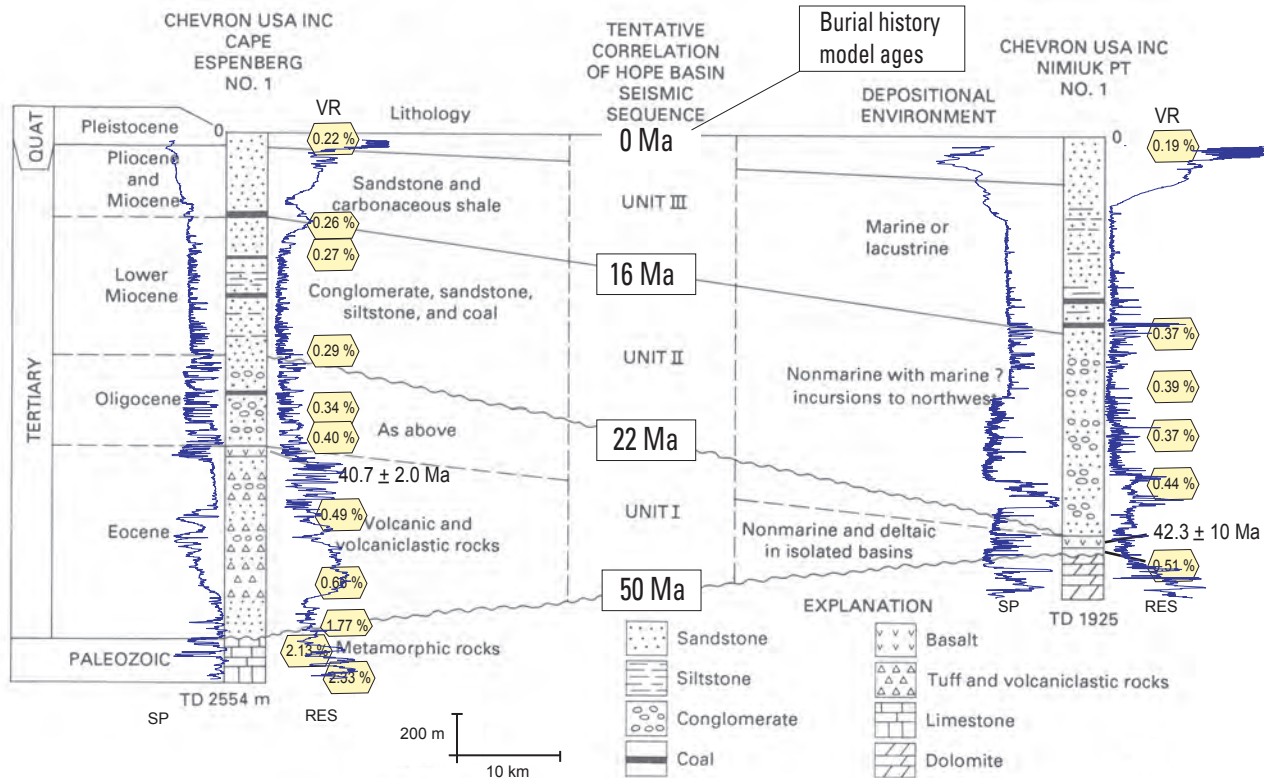 CHEVRON USA INC
CAPE
ESPENBERG
NO. 1
TENTATIVE
CORRELATION
OF HOPE BASIN
SEISMIC
SEQUENCE
Burial history
model ages
CHEVRON USA INC
NIMIUK PT
NO. 1
VR
Lithology
DEPOSITIONAL
ENVIRONMENT
VR
QUAT
Pleistocene
0
0.22 %
0 Ma
0
0.19 %
Pliocene
and
Miocene
Sandstone and
carbonaceous shale
UNIT III
Marine or
lacustrine
0.26 %
0.27 %
16 Ma
Lower
Miocene
Conglomerate, sandstone,
siltstone, and coal
0.29 %
UNIT II
0.37 %
TERTIARY
Oligocene
0.34 %
0.40 %
As above
Nonmarine with marine ?
incursions to northwest
0.39 %
0.37 %
22 Ma
40.7 ± 2.0 Ma
0.44 %
0.49 %
Eocene
Volcanic and
volcaniclastic rocks
UNIT I
Nonmarine and deltaic
in isolated basins
42.3 ± 10 Ma
0.51 %
50 Ma
1.77 %
PALEOZOIC
2.13 %
Metamorphic rocks
2.33 %
TD 2554 m
SP
RES
SP
TD 1925
RES
200 m
10 km
EXPLANATION
Sandstone
Siltstone
Conglomerate
Coal
Basalt
Tuff and volcaniclastic rocks
Limestone
Dolomite